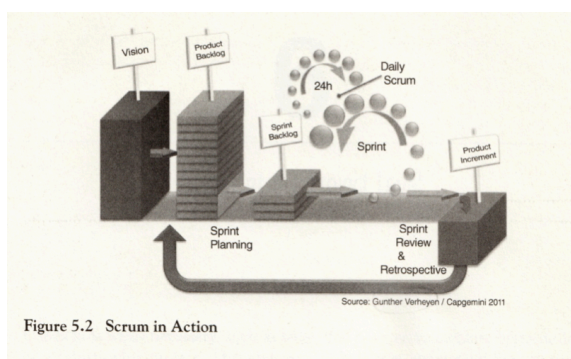 Vision
Product
Backlog
24h
Daily
Scrum
Sprint
Backlog
Sprint
Product
Increment
Sprint
Planning
Sprint
Review
&
Retrospective
Source: Gunther Verheyen / Capgemini 2011
Figure 5.2 Scrum in Action